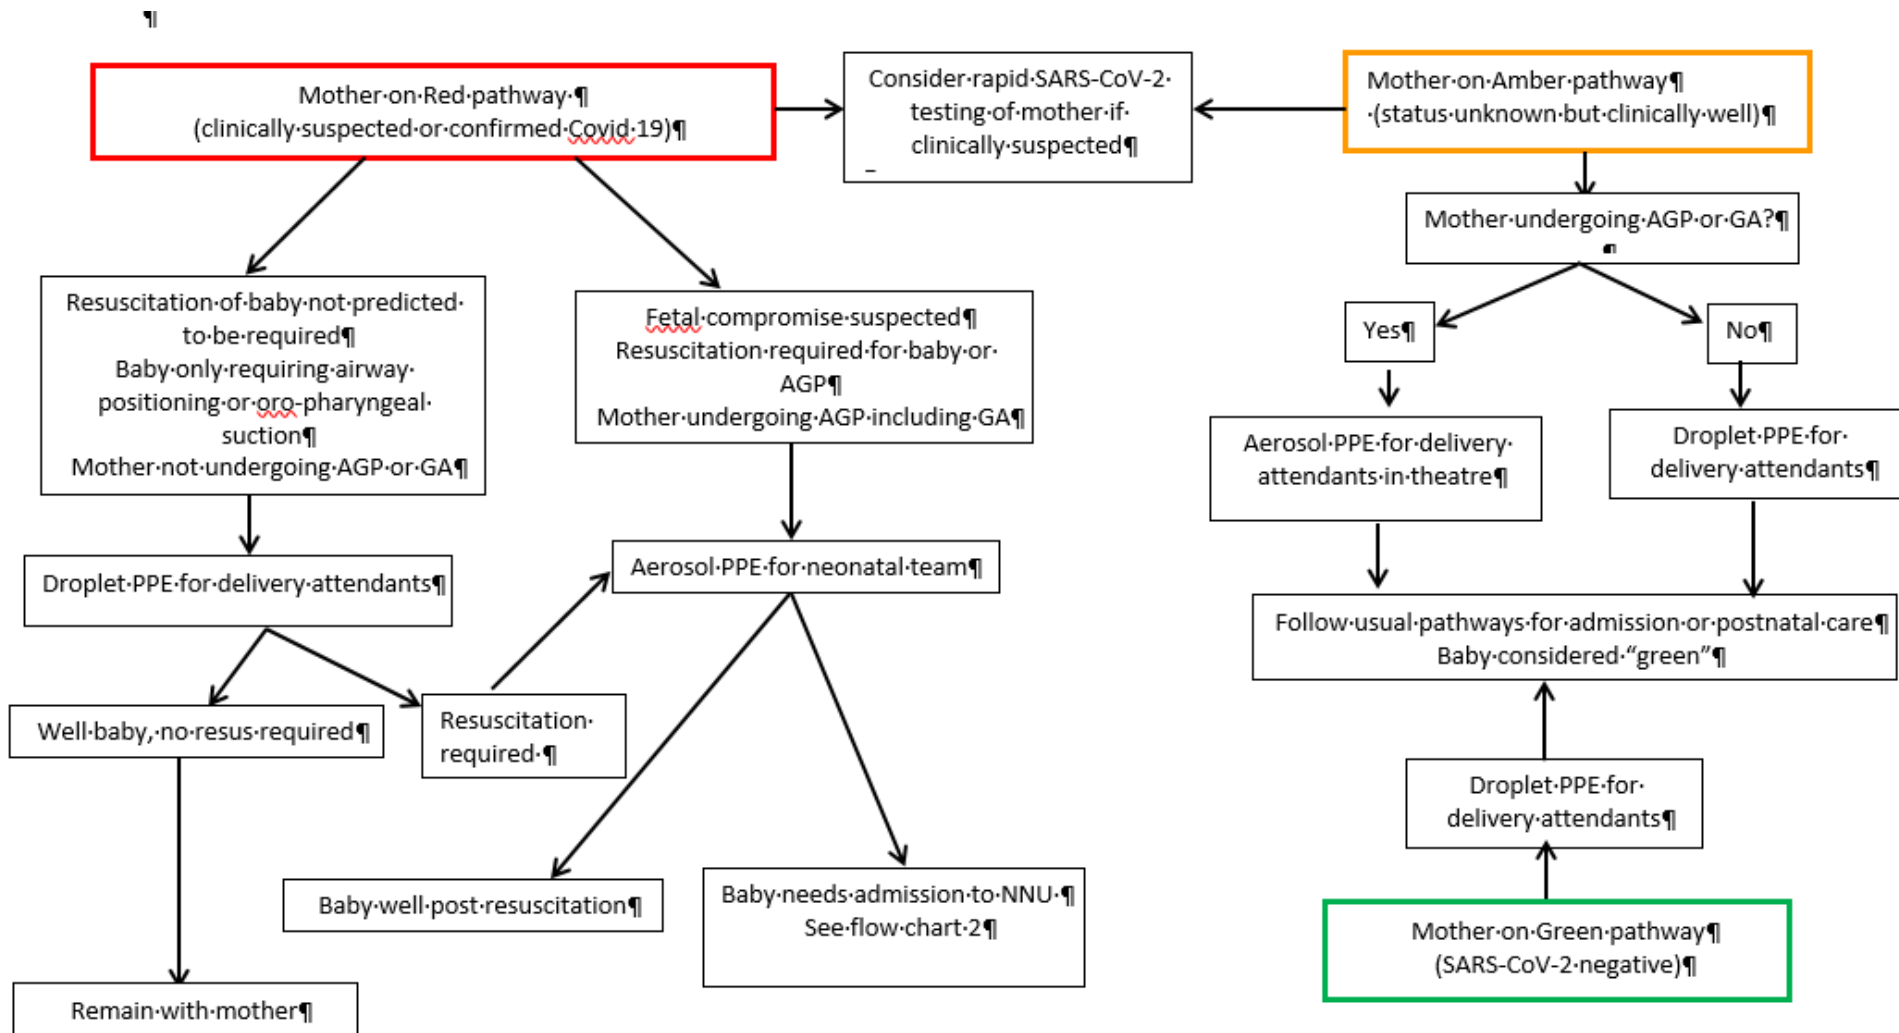 ¶
Mother·on·Red·pathway·¶
(clinically·suspected·or·confirmed·Covid·19)¶
Consider·rapid·SARS-CoV-2·
testing·of·mother·if·
clinically·suspected¶
Mother·on·Amber·pathway¶
·(status·unknown·but·clinically·well)¶
Mother·undergoing·AGP·or·GA?¶
¶
Yes¶
No¶
Resuscitation·of·baby·not·predicted·
to·be·required¶
Baby·only·requiring·airway·
positioning·or·oro-pharyngeal·
suction¶
Mother·not·undergoing·AGP·or·GA¶
Fetal·compromise·suspected¶
Resuscitation·required·for·baby·or·
AGP¶
Mother·undergoing·AGP·including·GA¶
Aerosol·PPE·for·delivery·
attendants·in·theatre¶
Droplet·PPE·for·
delivery·attendants¶
Droplet·PPE·for·delivery·attendants¶
Aerosol·PPE·for·neonatal·team¶
Follow·usual·pathways·for·admission·or·postnatal·care¶
Baby·considered·“green”¶
Well·baby,·no·resus·required¶
Resuscitation·
required·¶
Droplet·PPE·for·
delivery·attendants¶
Baby·well·post·resuscitation¶
Baby·needs·admission·to·NNU·¶
See·flow·chart·2¶
Mother·on·Green·pathway¶
(SARS-CoV-2·negative)¶
Remain·with·mother¶